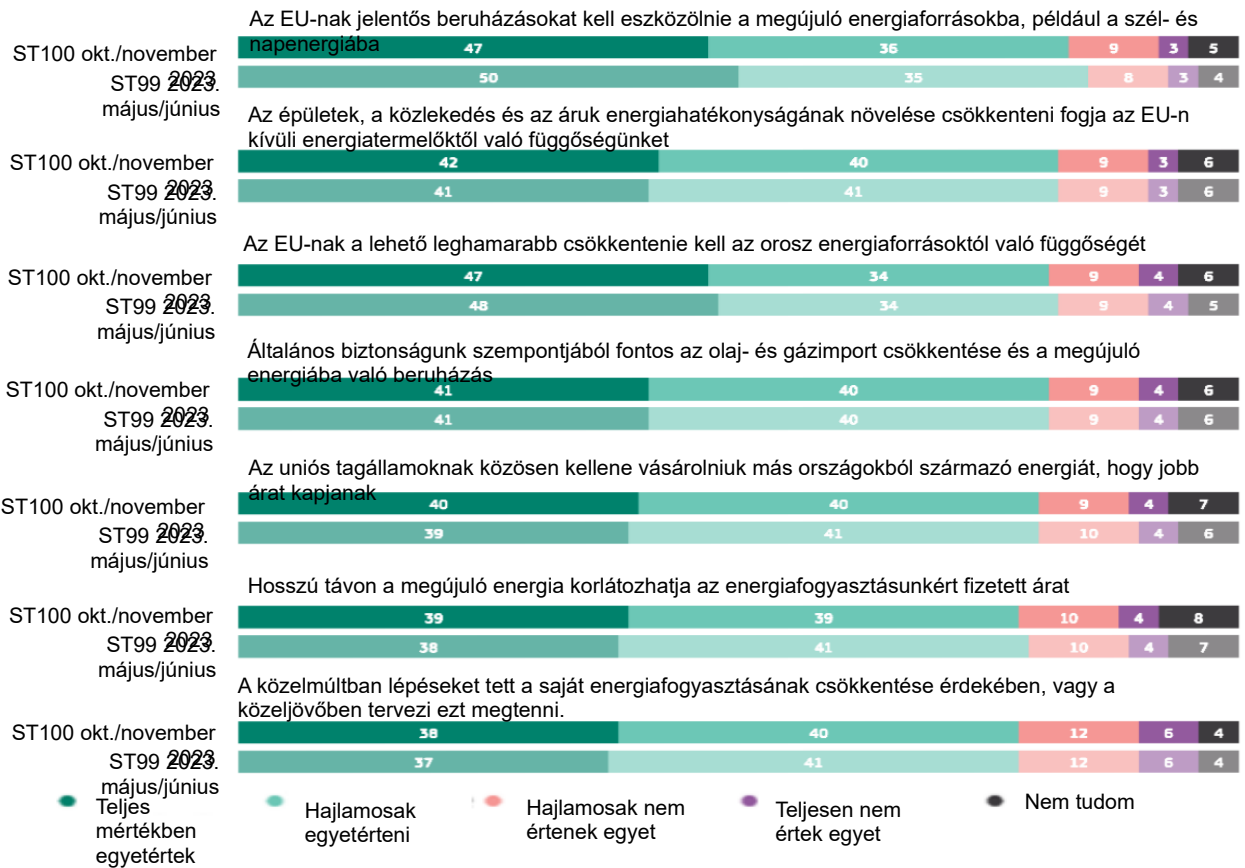 Az EU-nak jelentős beruházásokat kell eszközölnie a megújuló energiaforrásokba, például a szél- és
napenergiába
ST100 okt./november
2023
47 36 9 3 5
ST99 2023.
május/június
50 35 8 3 4
Az épületek, a közlekedés és az áruk energiahatékonyságának növelése csökkenteni fogja az EU-n
kívüli energiatermelőktől való függőségünket
ST100 okt./november
2023
42 40 9 3 6
ST99 2023.
május/június
41 41 9 3 6
Az EU-nak a lehető leghamarabb csökkentenie kell az orosz energiaforrásoktól való függőségét
ST100 okt./november
2023
47 34 9 4 6
ST99 2023.
május/június
48 34 9 4 5
Általános biztonságunk szempontjából fontos az olaj- és gázimport csökkentése és a megújuló
energiába való beruházás
ST100 okt./november
2023
41 40 9 4 6
ST99 2023.
május/június
41 40 9 4 6
Az uniós tagállamoknak közösen kellene vásárolniuk más országokból származó energiát, hogy jobb
árat kapjanak
ST100 okt./november
2023
40 40 9 4 7
ST99 2023.
május/június
39 41 10 4 6
Hosszú távon a megújuló energia korlátozhatja az energiafogyasztásunkért fizetett árat
ST100 okt./november
2023
39 39 10 4 8
ST99 2023.
május/június
38 41 10 4 7
A közelmúltban lépéseket tett a saját energiafogyasztásának csökkentése érdekében, vagy a
közeljövőben tervezi ezt megtenni.
ST100 okt./november
2023
38 40 12 6 4
ST99 2023.
május/június
37 41 12 6 4
Teljes
mértékben
egyetértek
Hajlamosak
egyetérteni
Hajlamosak nem
értenek egyet
Teljesen nem
értek egyet
Nem tudom